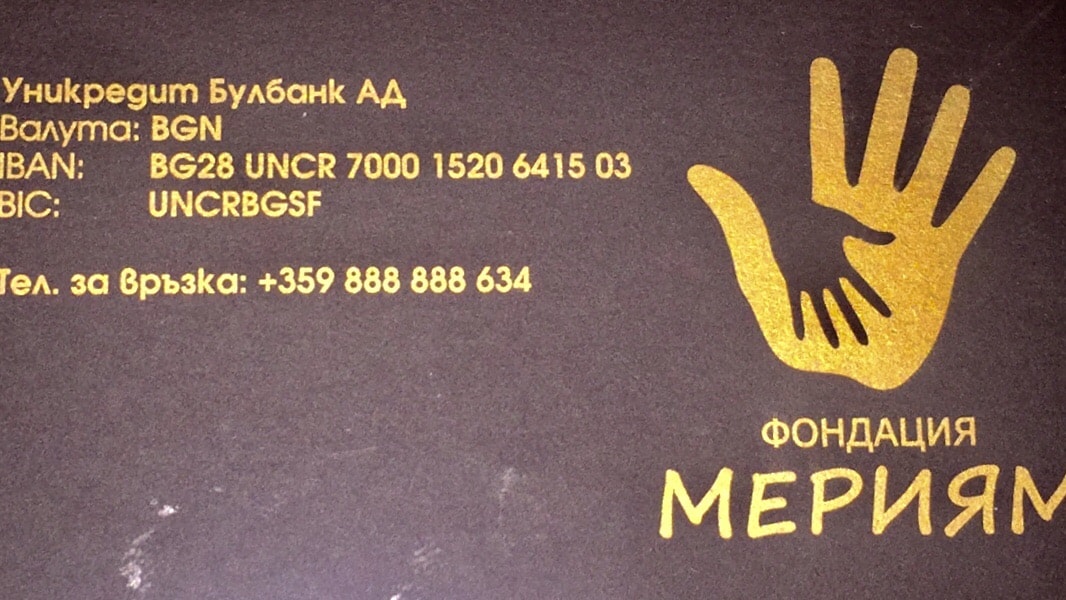 Уникредит Булбанк АД
Валута: BGN
IBAN: BG28 UNCR 7000 1520 6415 03
BIC: UNCRBGSF
Тел. за връзка: +359 888 888 634
ФОНДАЦИЯ
МЕРИЯМ